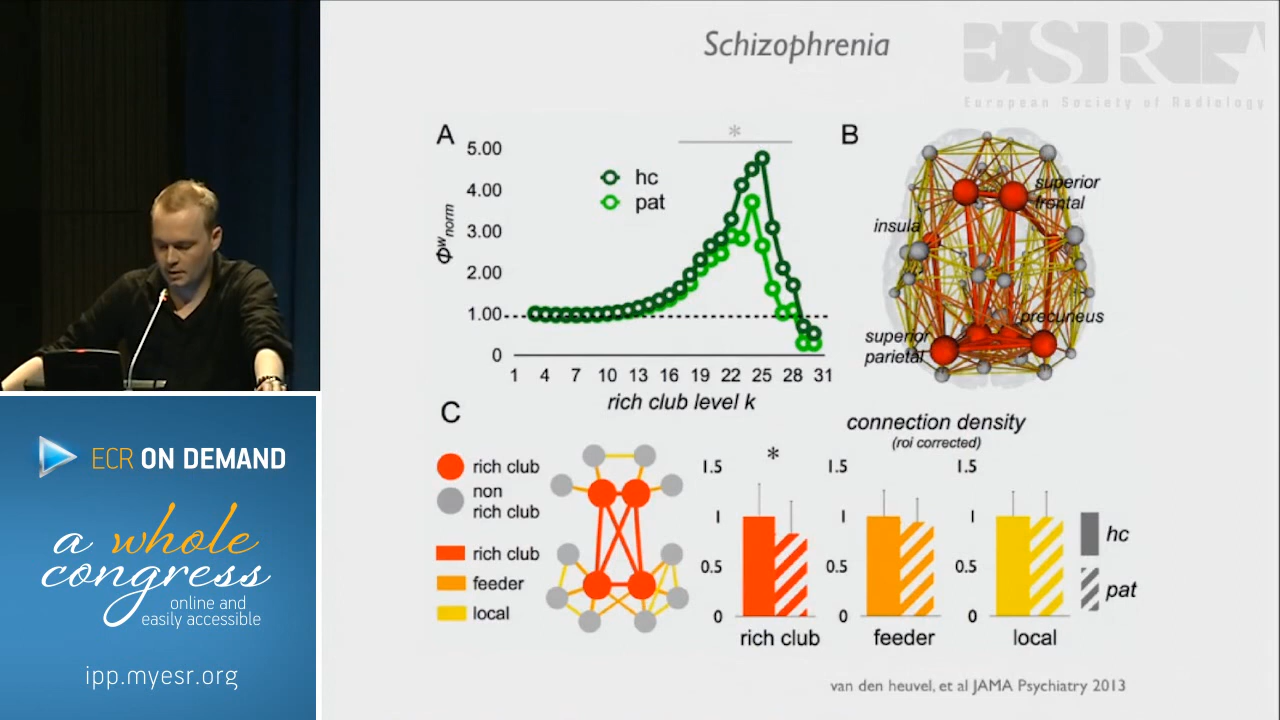 Schizophrenia
ESR
European Society of Radiology
A
*
5.00
4.00
3.00
2.00
1.00
0
Φʷnorm
hc
pat
1 4 7 10 13 16 19 22 25 28 31
rich club level k
B
superior
frontal
insula
precuneus
superior
parietal
C
rich club
non
rich club
rich club
feeder
local
connection density
(roi corrected)
*
1.5
1
0.5
0
rich club
1.5
1
0.5
0
feeder
1.5
1
0.5
0
local
hc
pat
van den heuvel, et al JAMA Psychiatry 2013
ECR ON DEMAND
a whole
congress
online and
easily accessible
ipp.myesr.org